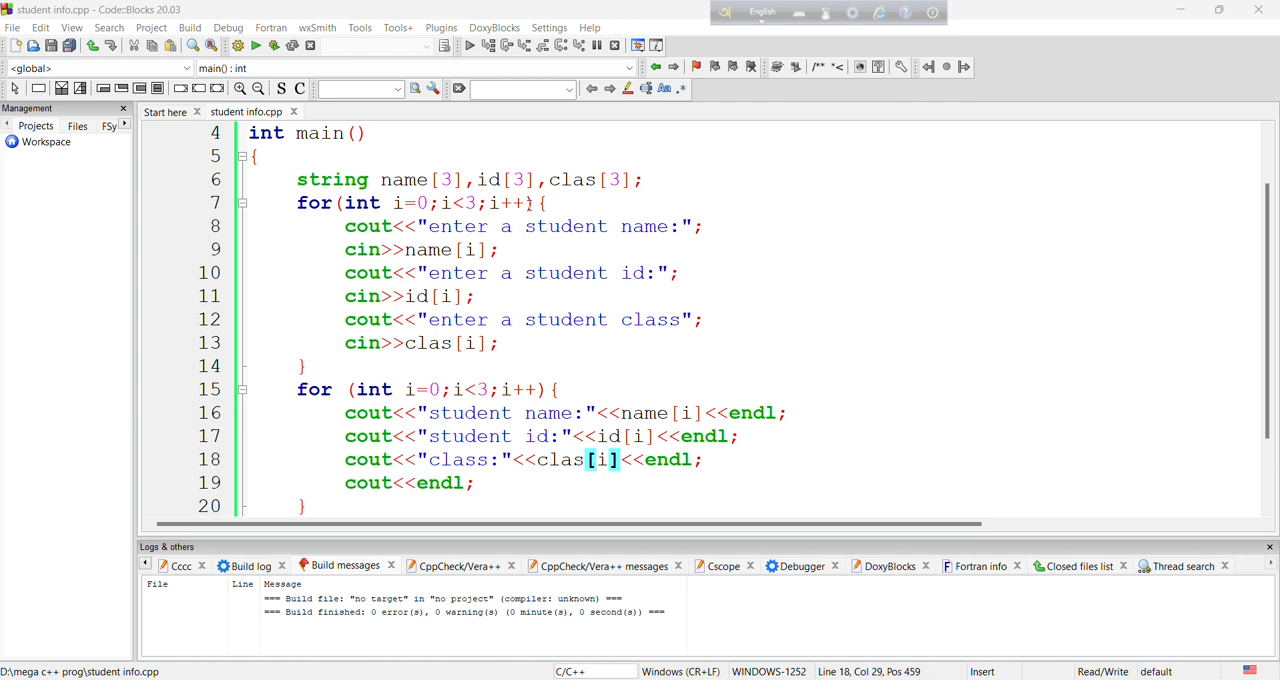 student info.cpp - Code::Blocks 20.03
English
File Edit View Search Project Build Debug Fortran wxSmith Tools Tools+ Plugins DoxyBlocks Settings Help
<global> main() : int
/** *<
S C Aa .*
Management
Projects Files FSy
Workspace
Start here student info.cpp
4 int main()
5 {
6 string name[3],id[3],clas[3];
7 for(int i=0;i<3;i++){
8 cout<<"enter a student name:";
9 cin>>name[i];
10 cout<<"enter a student id:";
11 cin>>id[i];
12 cout<<"enter a student class";
13 cin>>clas[i];
14 }
15 for (int i=0;i<3;i++){
16 cout<<"student name:"<<name[i]<<endl;
17 cout<<"student id:"<<id[i]<<endl;
18 cout<<"class:"<<clas[i]<<endl;
19 cout<<endl;
20 }
Logs & others
Cccc Build log Build messages CppCheck/Vera++ CppCheck/Vera++ messages Cscope Debugger DoxyBlocks Fortran info Closed files list Thread search
File Line Message
=== Build file: "no target" in "no project" (compiler: unknown) ===
=== Build finished: 0 error(s), 0 warning(s) (0 minute(s), 0 second(s)) ===
D:\mega c++ prog\student info.cpp C/C++ Windows (CR+LF) WINDOWS-1252 Line 18, Col 29, Pos 459 Insert Read/Write default